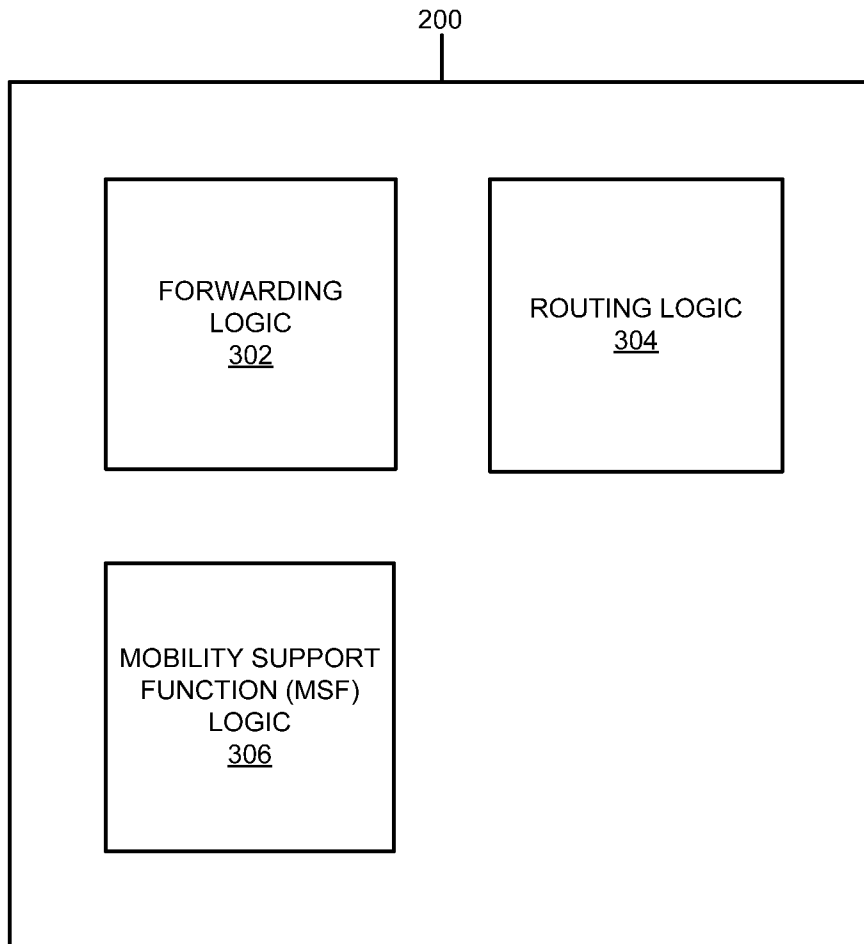 200
FORWARDING
LOGIC
302
ROUTING LOGIC
304
MOBILITY SUPPORT
FUNCTION (MSF)
LOGIC
306